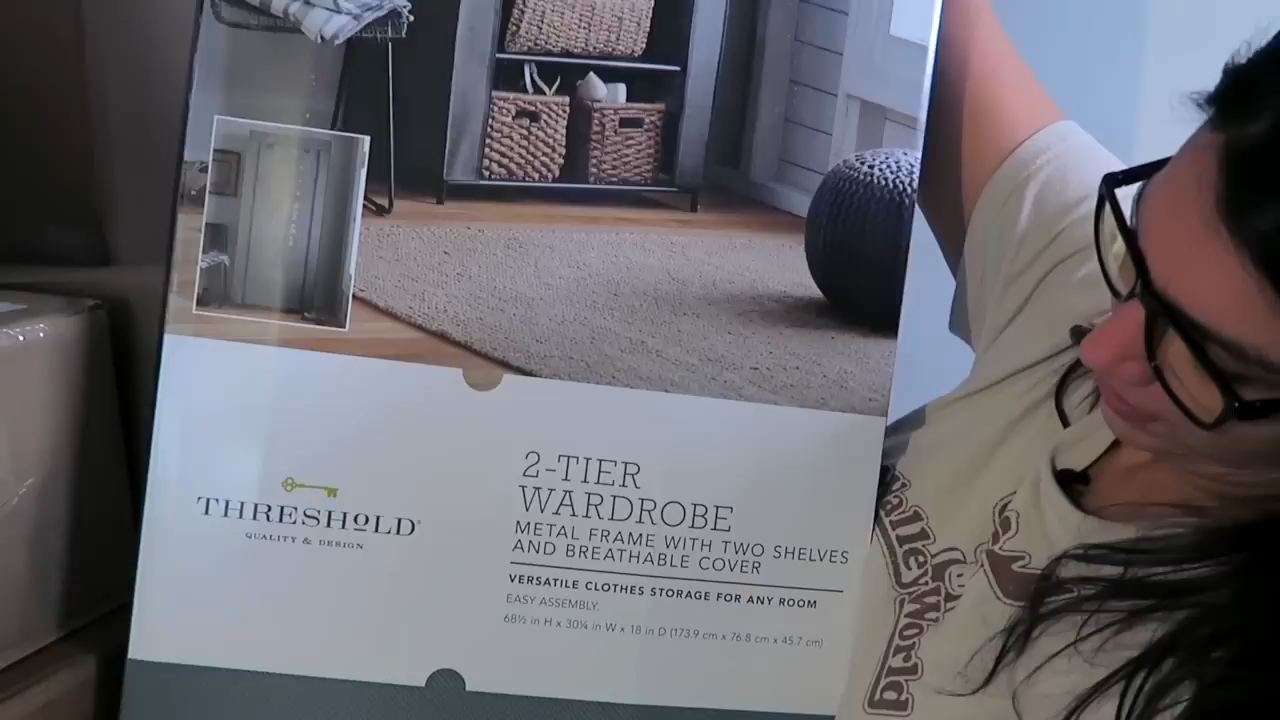 THRESHOLD
QUALITY & DESIGN
2-TIER
WARDROBE
METAL FRAME WITH TWO SHELVES
AND BREATHABLE COVER
VERSATILE CLOTHES STORAGE FOR ANY ROOM
EASY ASSEMBLY.
68½ in H x 30¼ in W x 18 in D (173.9 cm x 76.8 cm x 45.7 cm)
WalleyWorld